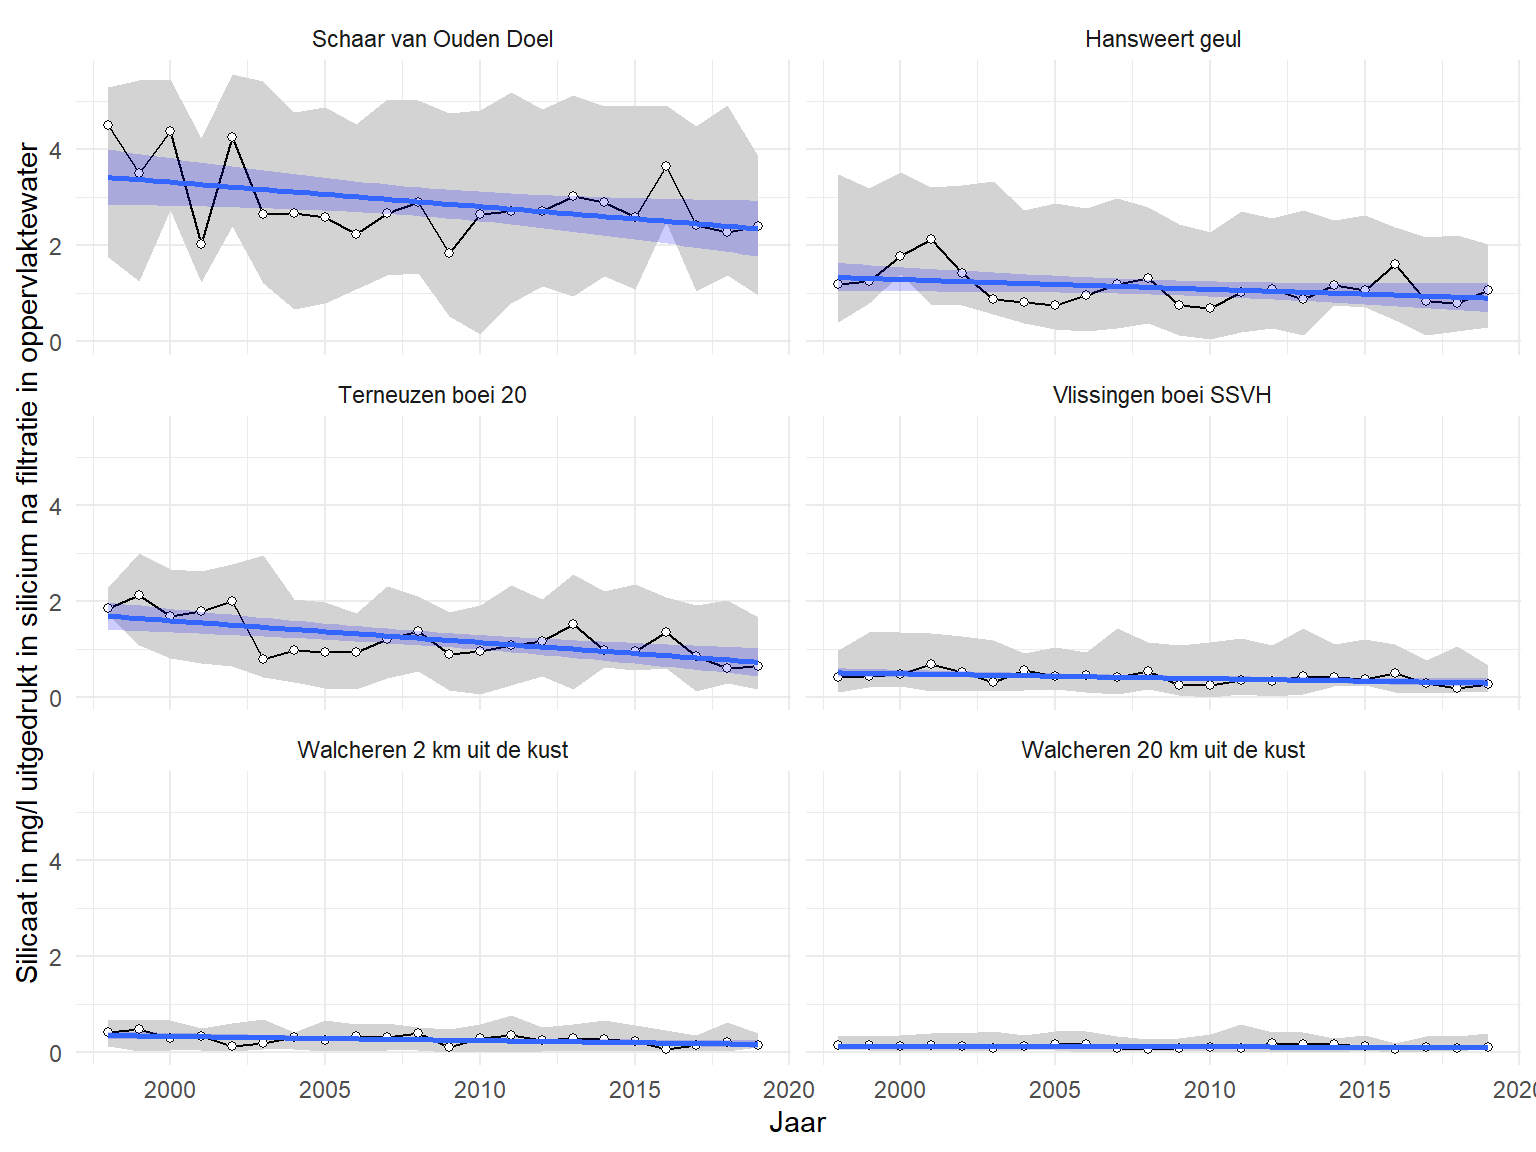 Schaar van Ouden Doel
Hansweert geul
4
2
0
Terneuzen boei 20
Vlissingen boei SSVH
4
2
0
Walcheren 2 km uit de kust
Walcheren 20 km uit de kust
4
2
0
2000 2005 2010 2015 2020 2000 2005 2010 2015 2020
Jaar
Silicaat in mg/l uitgedrukt in silicium na filtratie in oppervlaktewater